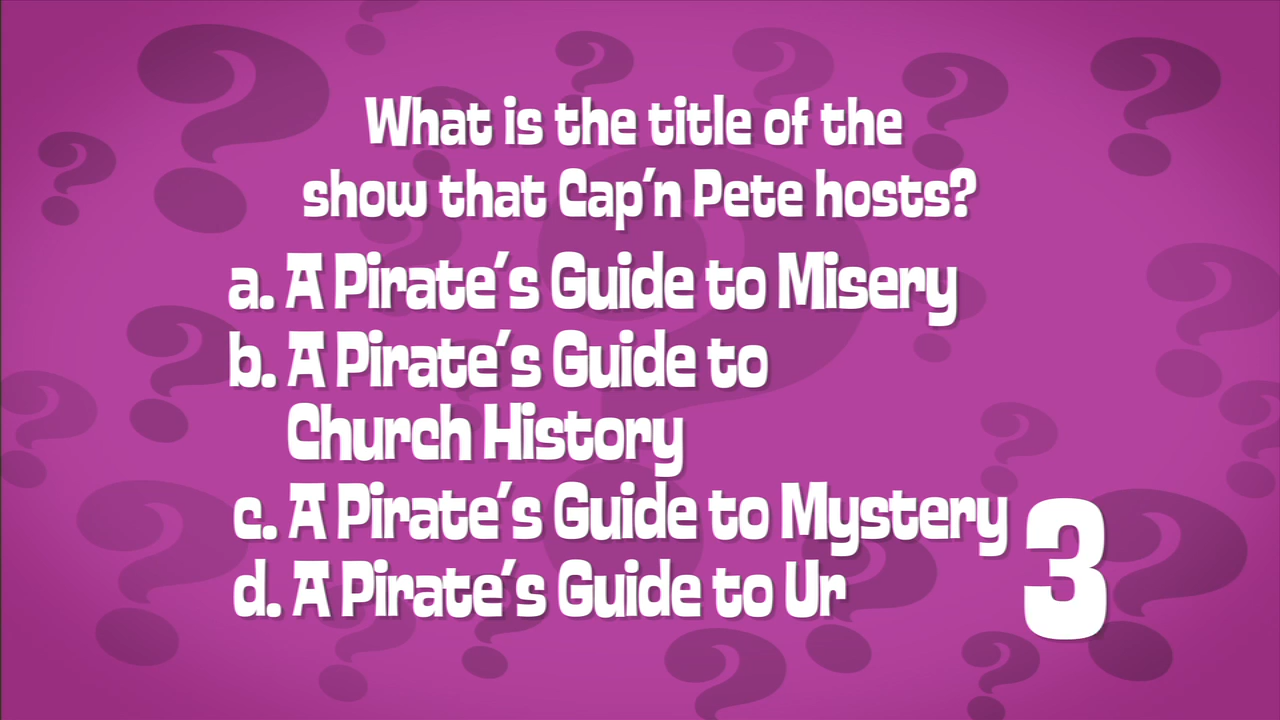 What is the title of the
show that Cap'n Pete hosts?
a. A Pirate's Guide to Misery
b. A Pirate's Guide to
Church History
c. A Pirate's Guide to Mystery
d. A Pirate's Guide to Ur
3